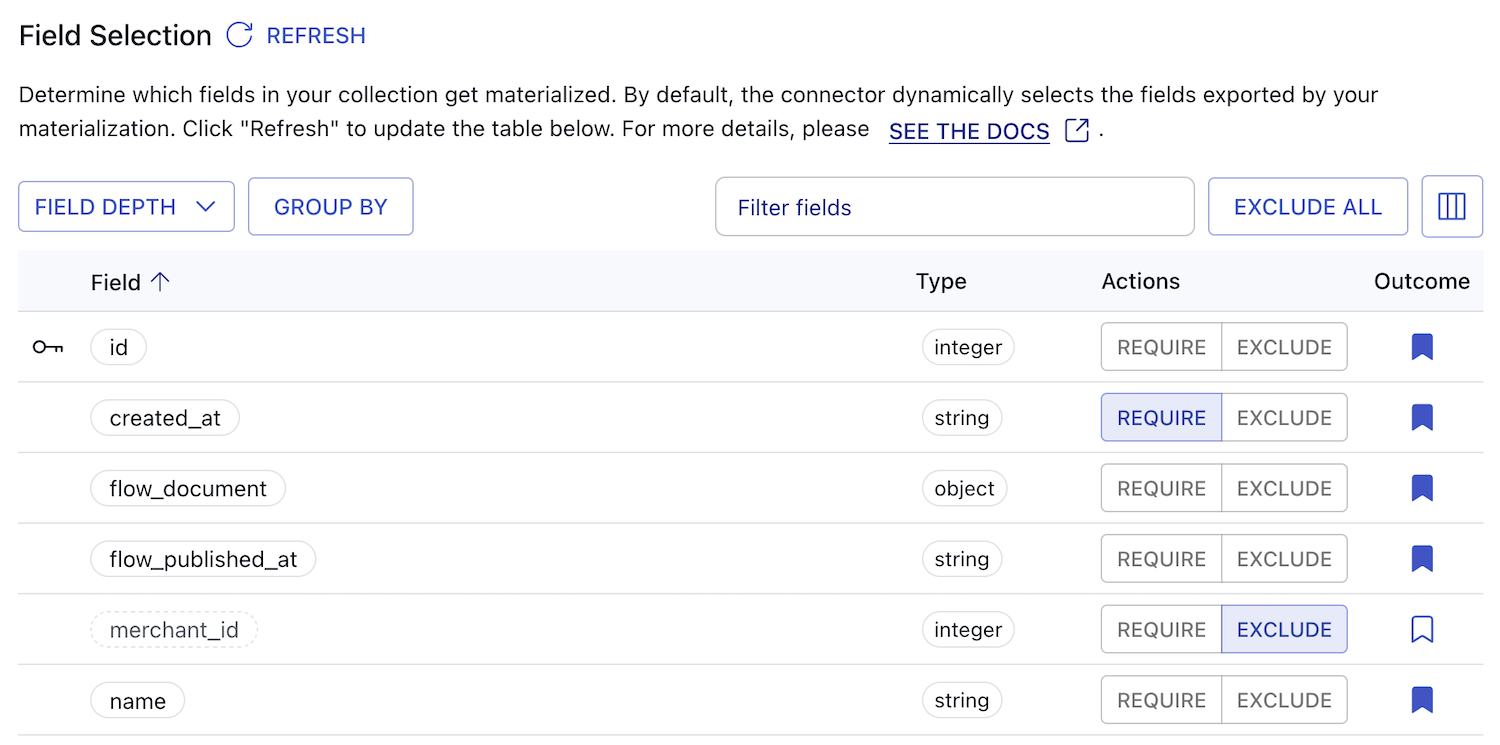 Field Selection REFRESH
Determine which fields in your collection get materialized. By default, the connector dynamically selects the fields exported by your
materialization. Click "Refresh" to update the table below. For more details, please SEE THE DOCS .
FIELD DEPTH GROUP BY Filter fields EXCLUDE ALL
Field Type Actions Outcome
id integer REQUIRE EXCLUDE
created_at string REQUIRE EXCLUDE
flow_document object REQUIRE EXCLUDE
flow_published_at string REQUIRE EXCLUDE
merchant_id integer REQUIRE EXCLUDE
name string REQUIRE EXCLUDE